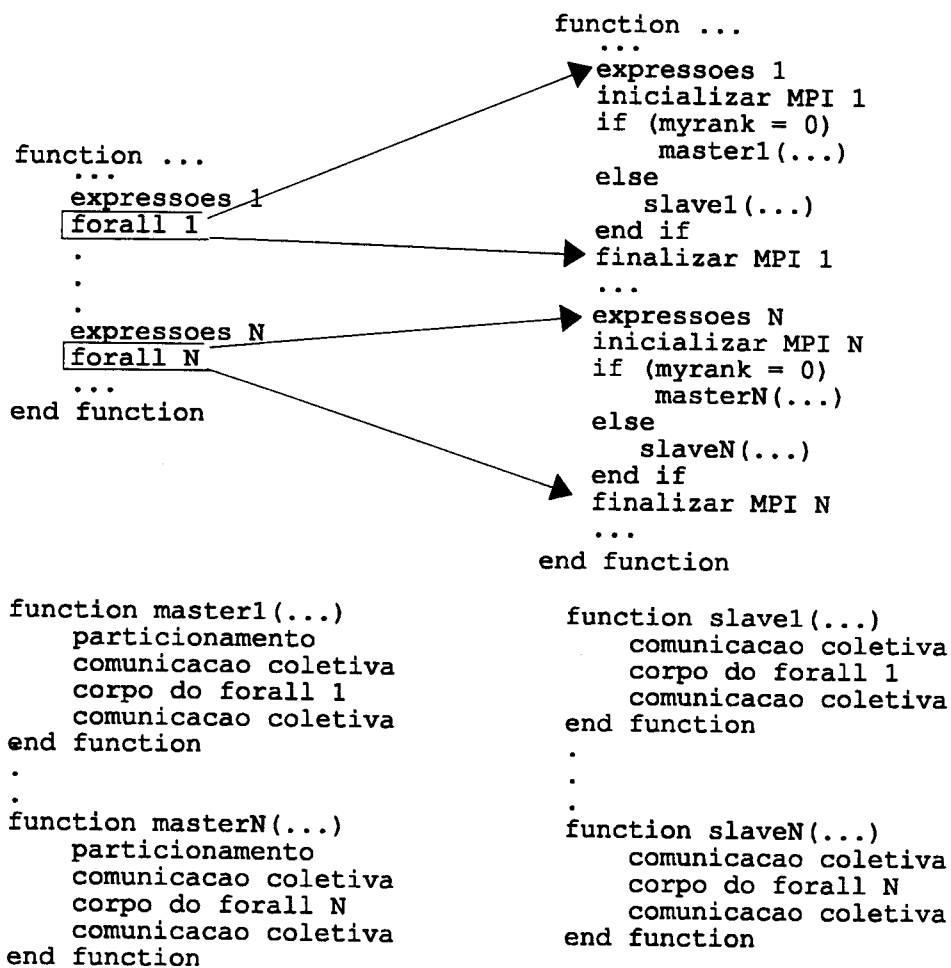 function ...
...
expressoes 1
forall 1
.
.
.
expressoes N
forall N
...
end function
function ...
...
expressoes 1
inicializar MPI 1
if (myrank = 0)
master1(...)
else
slave1(...)
end if
finalizar MPI 1
...
expressoes N
inicializar MPI N
if (myrank = 0)
masterN(...)
else
slaveN(...)
end if
finalizar MPI N
...
end function
function master1(...)
particionamento
comunicacao coletiva
corpo do forall 1
comunicacao coletiva
end function
.
.
function masterN(...)
particionamento
comunicacao coletiva
corpo do forall N
comunicacao coletiva
end function
function slave1(...)
comunicacao coletiva
corpo do forall 1
comunicacao coletiva
end function
.
.
.
function slaveN(...)
comunicacao coletiva
corpo do forall N
comunicacao coletiva
end function